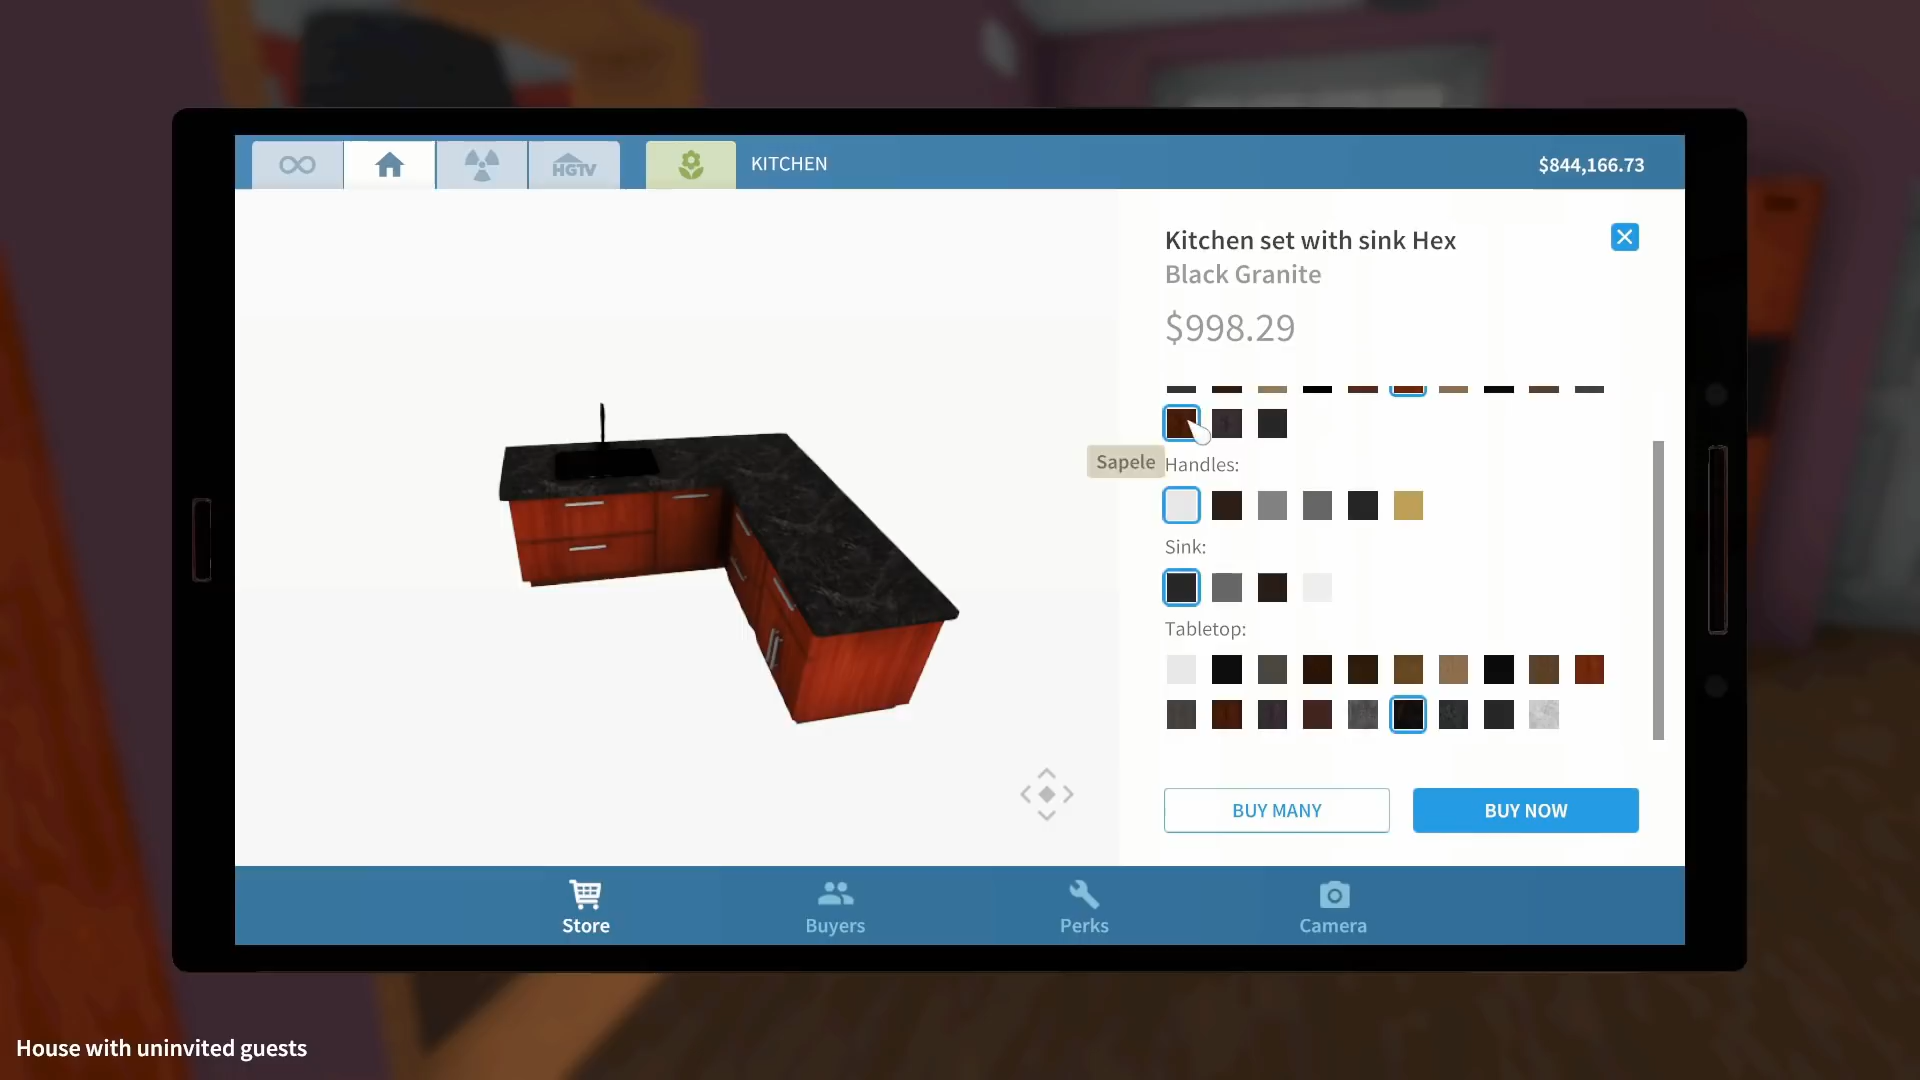 HGTV
KITCHEN
$844,166.73
Kitchen set with sink Hex
Black Granite
$998.29
Sapele
Handles:
Sink:
Tabletop:
BUY MANY
BUY NOW
Store
Buyers
Perks
Camera
House with uninvited guests